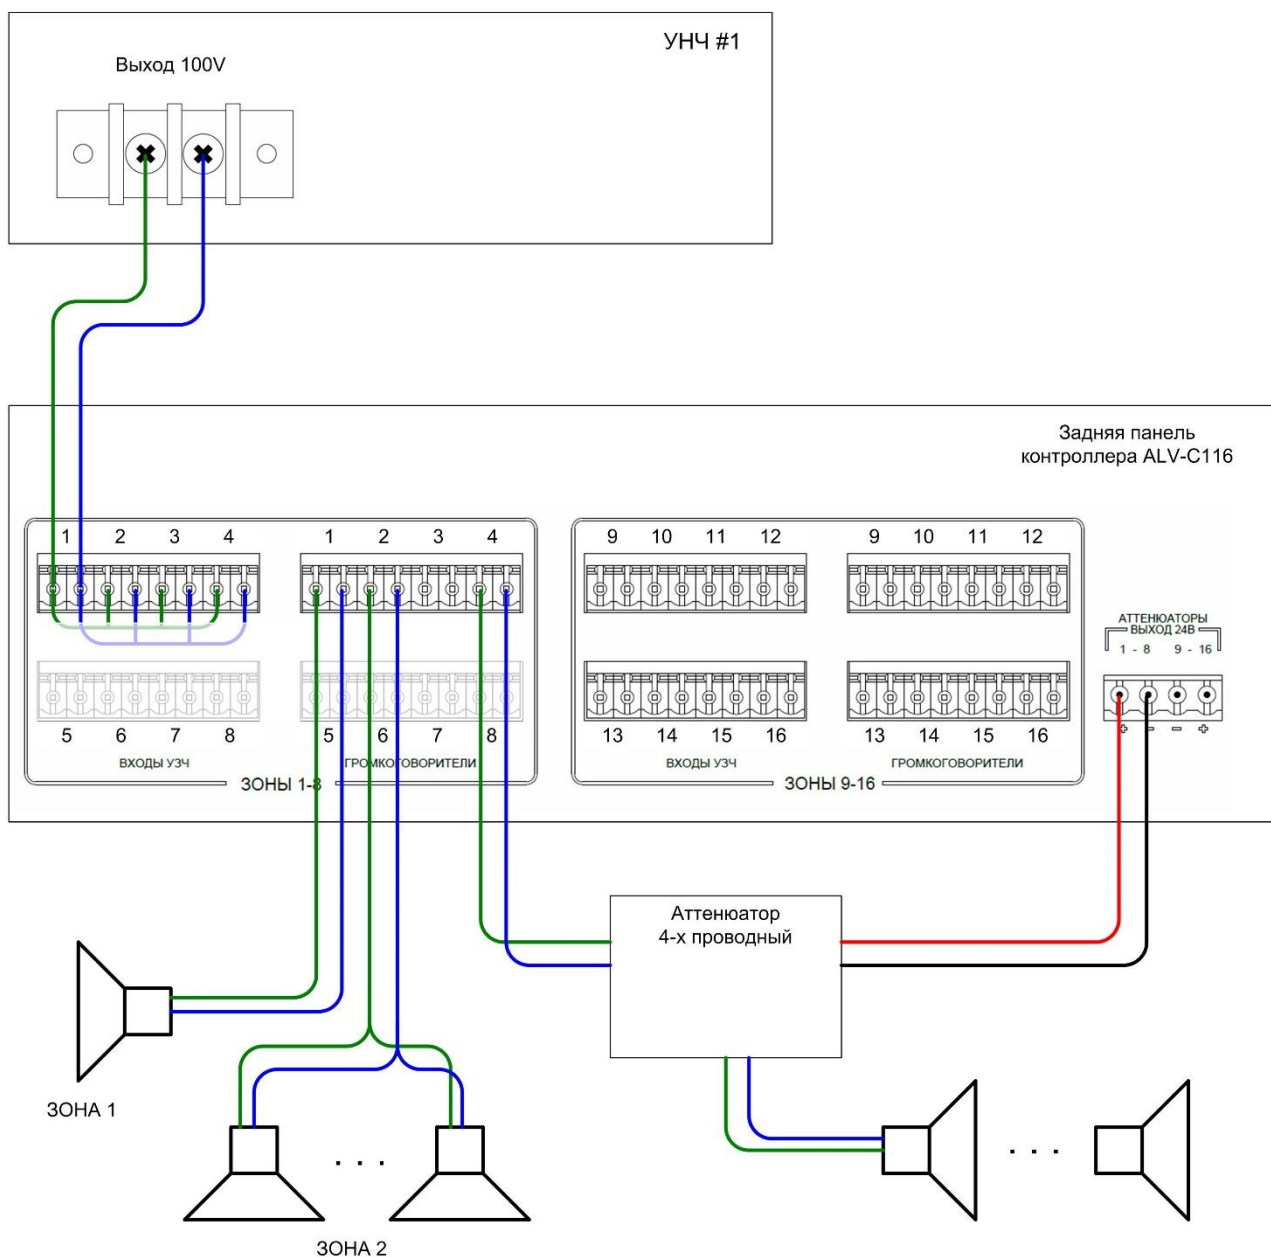 УНЧ #1
Выход 100V
Задняя панель
контроллера ALV-C116
1 2 3 4
1 2 3 4
9 10 11 12
9 10 11 12
АТТЕНЮАТОРЫ
ВЫХОД 24В
1 - 8 9 - 16
+ - - +
5 6 7 8
5 6 7 8
13 14 15 16
13 14 15 16
ВХОДЫ УЗЧ
ГРОМКОГОВОРИТЕЛИ
ВХОДЫ УЗЧ
ГРОМКОГОВОРИТЕЛИ
ЗОНЫ 1-8
ЗОНЫ 9-16
Аттенюатор
4-х проводный
ЗОНА 1
. . .
. . .
ЗОНА 2